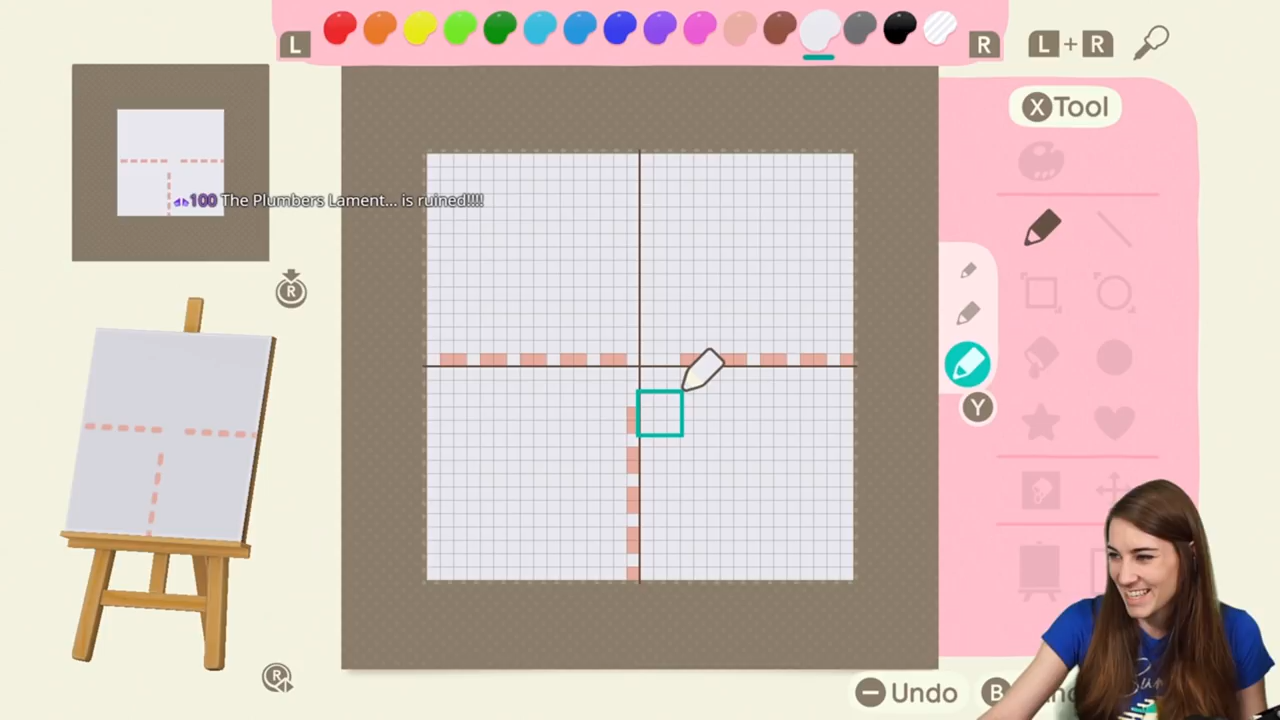 L
R
L + R
X Tool
100 The Plumbers Lament... is ruined!!!!
R
Y
R
Undo
B